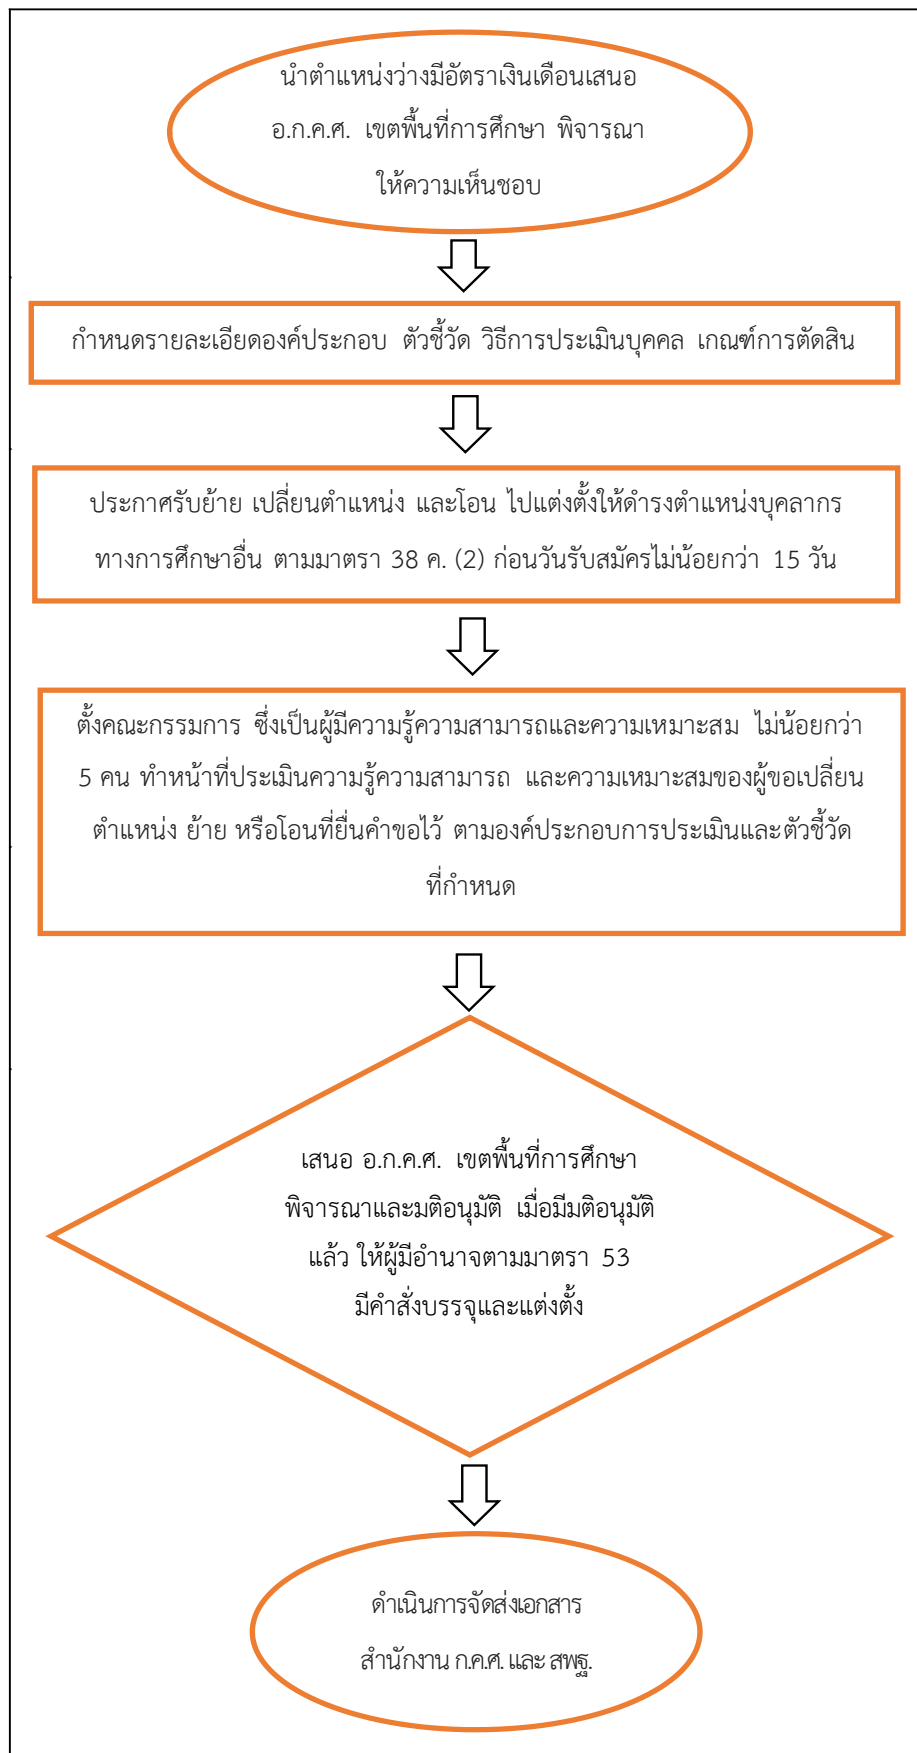 นำตำแหน่งว่างมีอัตราเงินเดือนเสนอ
อ.ก.ค.ศ. เขตพื้นที่การศึกษา พิจารณา
ให้ความเห็นชอบ
กำหนดรายละเอียดองค์ประกอบ ตัวชี้วัด วิธีการประเมินบุคคล เกณฑ์การตัดสิน
ประกาศรับย้าย เปลี่ยนตำแหน่ง และโอน ไปแต่งตั้งให้ดำรงตำแหน่งบุคลากร
ทางการศึกษาอื่น ตามมาตรา 38 ค. (2) ก่อนวันรับสมัครไม่น้อยกว่า 15 วัน
ตั้งคณะกรรมการ ซึ่งเป็นผู้มีความรู้ความสามารถและความเหมาะสม ไม่น้อยกว่า
5 คน ทำหน้าที่ประเมินความรู้ความสามารถ และความเหมาะสมของผู้ขอเปลี่ยน
ตำแหน่ง ย้าย หรือโอนที่ยื่นคำขอไว้ ตามองค์ประกอบการประเมินและตัวชี้วัด
ที่กำหนด
เสนอ อ.ก.ค.ศ. เขตพื้นที่การศึกษา
พิจารณาและมติอนุมัติ เมื่อมีมติอนุมัติ
แล้ว ให้ผู้มีอำนาจตามมาตรา 53
มีคำสั่งบรรจุและแต่งตั้ง
ดำเนินการจัดส่งเอกสาร
สำนักงาน ก.ค.ศ. และ สพฐ.